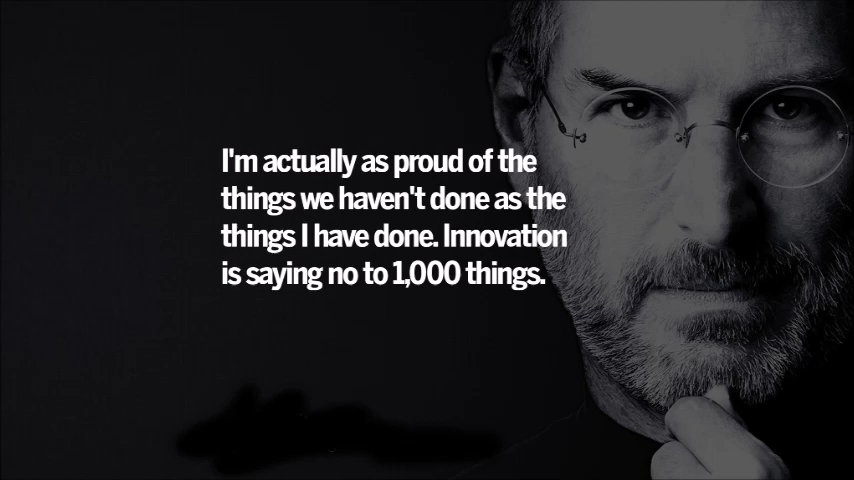 I'm actually as proud of the
things we haven't done as the
things I have done. Innovation
is saying no to 1,000 things.